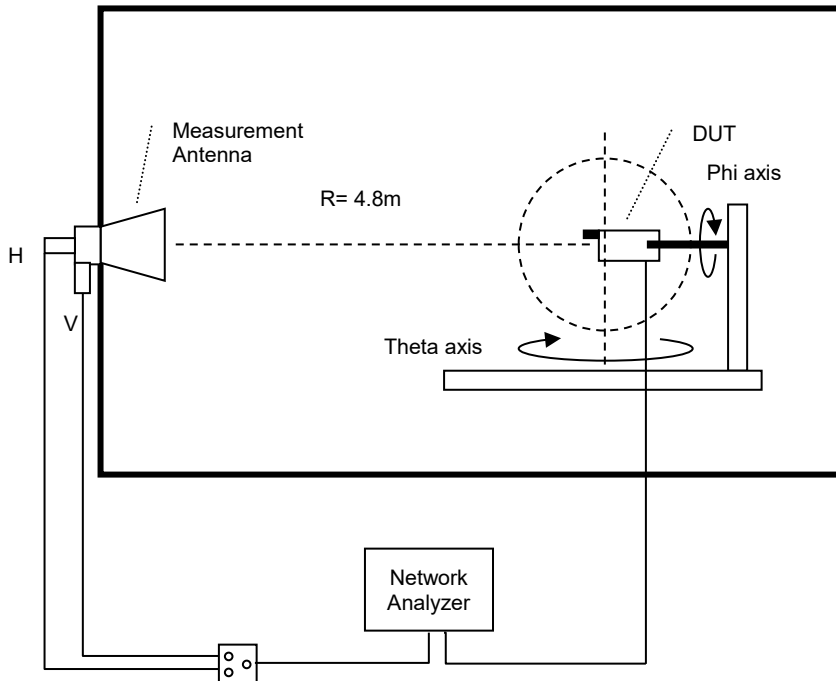 Measurement
Antenna
DUT
Phi axis
R= 4.8m
H
V
Theta axis
Network
Analyzer